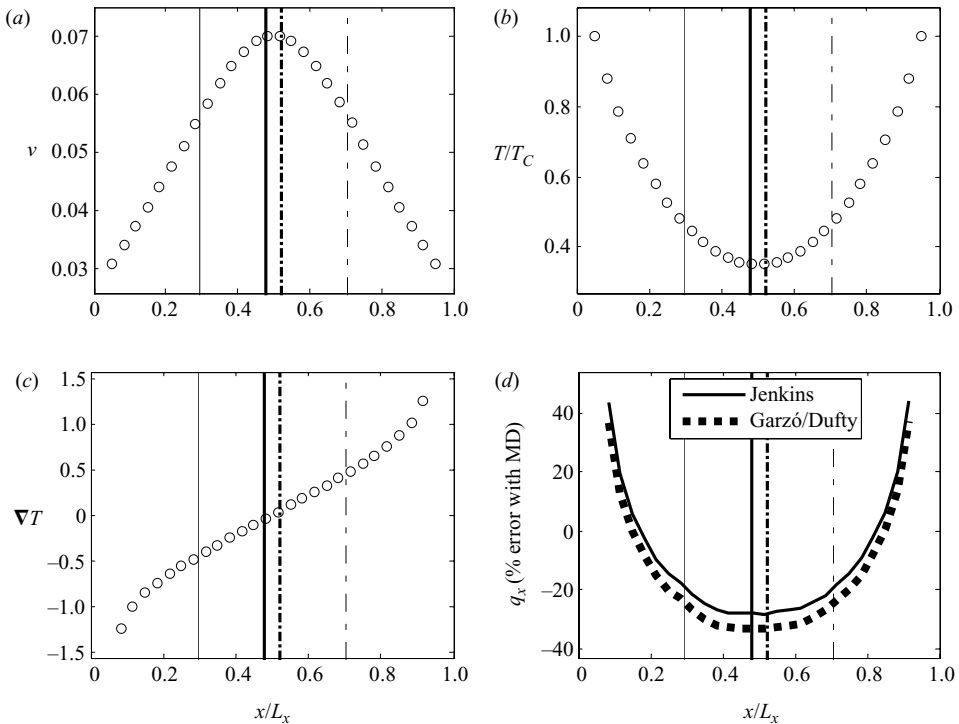 (a)
0.07
0.06
ν
0.05
0.04
0.03
0 0.2 0.4 0.6 0.8 1.0
(b)
1.0
0.8
T/T_C
0.6
0.4
0 0.2 0.4 0.6 0.8 1.0
(c)
1.5
1.0
0.5
∇T 0
–0.5
–1.0
–1.5
0 0.2 0.4 0.6 0.8 1.0
x/L_x
(d)
Jenkins
Garzó/Dufty
40
20
0
–20
–40
q_x (% error with MD)
0 0.2 0.4 0.6 0.8 1.0
x/L_x